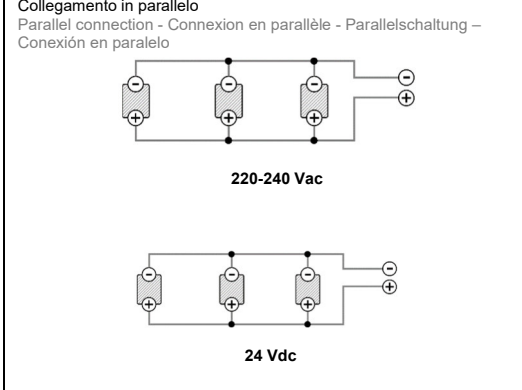 Collegamento in parallelo
Parallel connection - Connexion en parallèle - Parallelschaltung –
Conexión en paralelo
220-240 Vac
24 Vdc